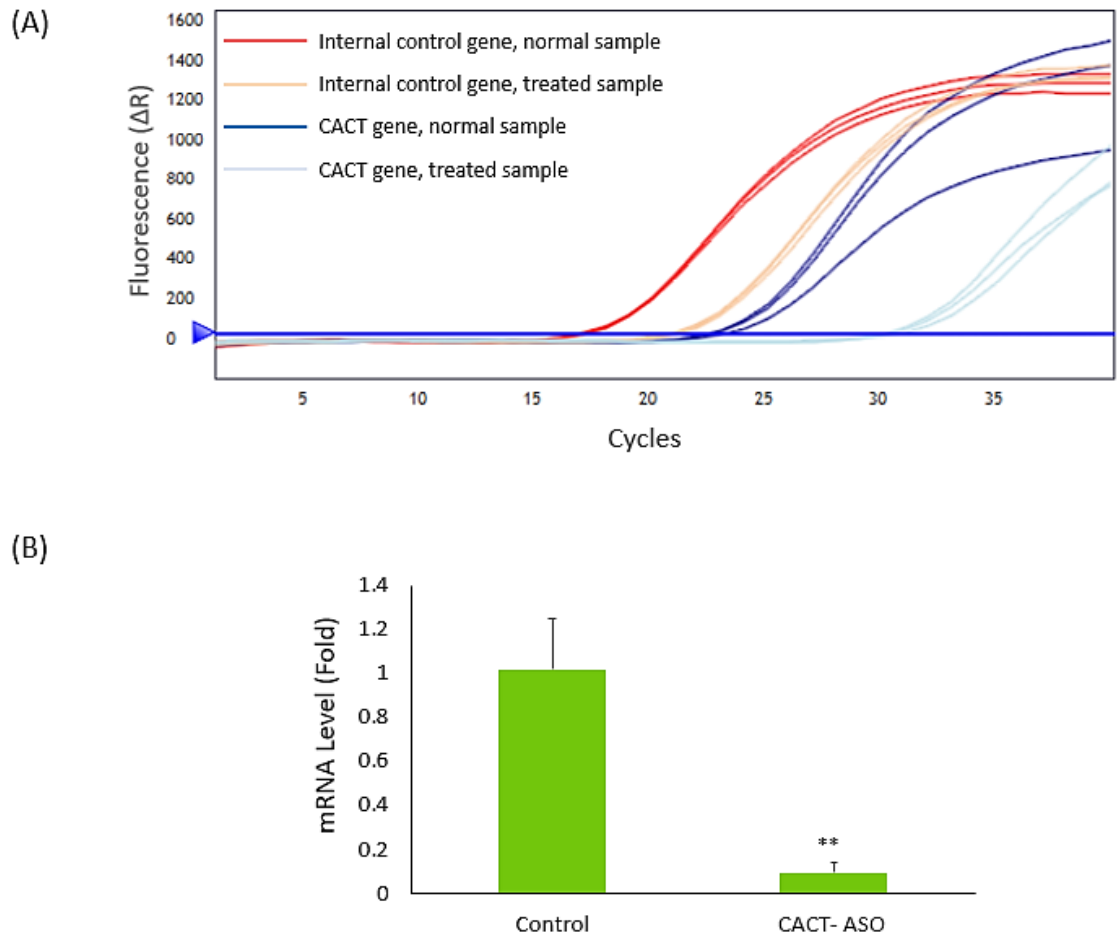 (A)
Fluorescence (ΔR)
1600
1400
1200
1000
800
600
400
200
0
Internal control gene, normal sample
Internal control gene, treated sample
CACT gene, normal sample
CACT gene, treated sample
5 10 15 20 25 30 35
Cycles
(B)
mRNA Level (Fold)
1.4
1.2
1
0.8
0.6
0.4
0.2
0
**
Control CACT- ASO